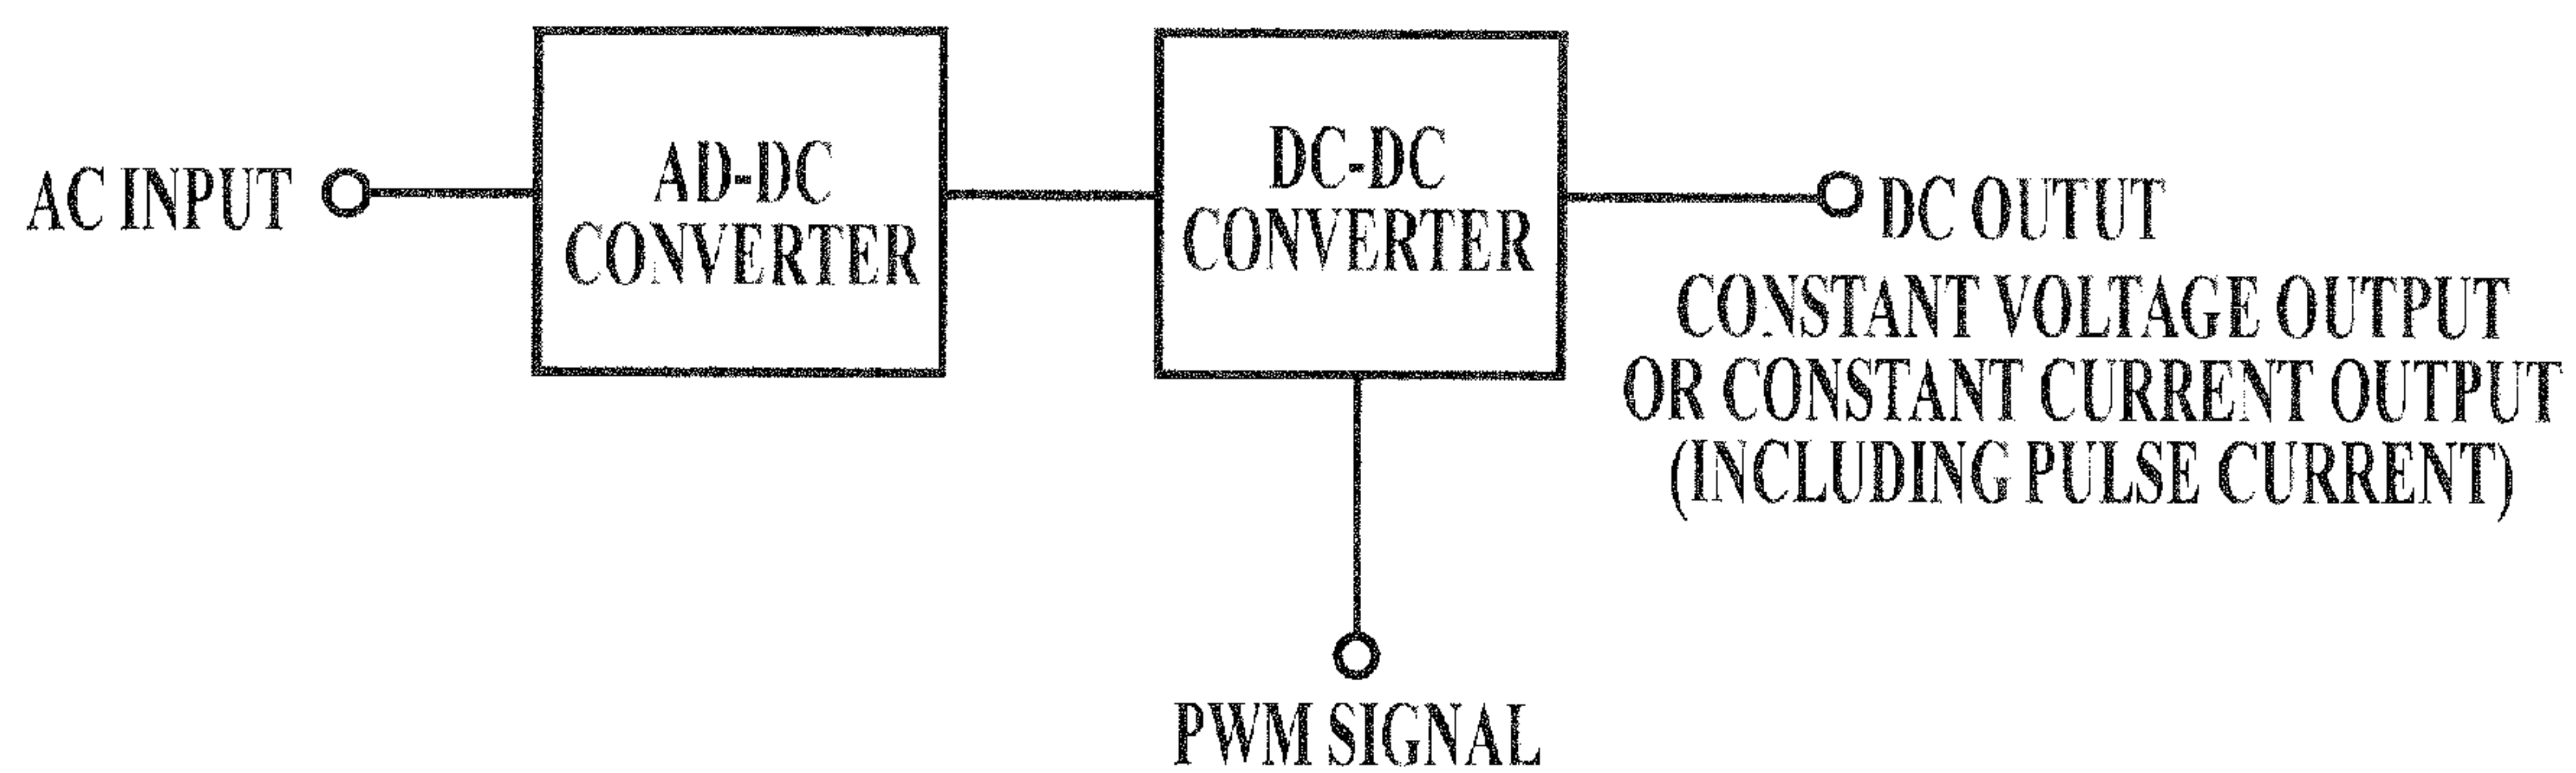 AC INPUT
AD-DC
CONVERTER
DC-DC
CONVERTER
DC OUTUT
CONSTANT VOLTAGE OUTPUT
OR CONSTANT CURRENT OUTPUT
(INCLUDING PULSE CURRENT)
PWM SIGNAL